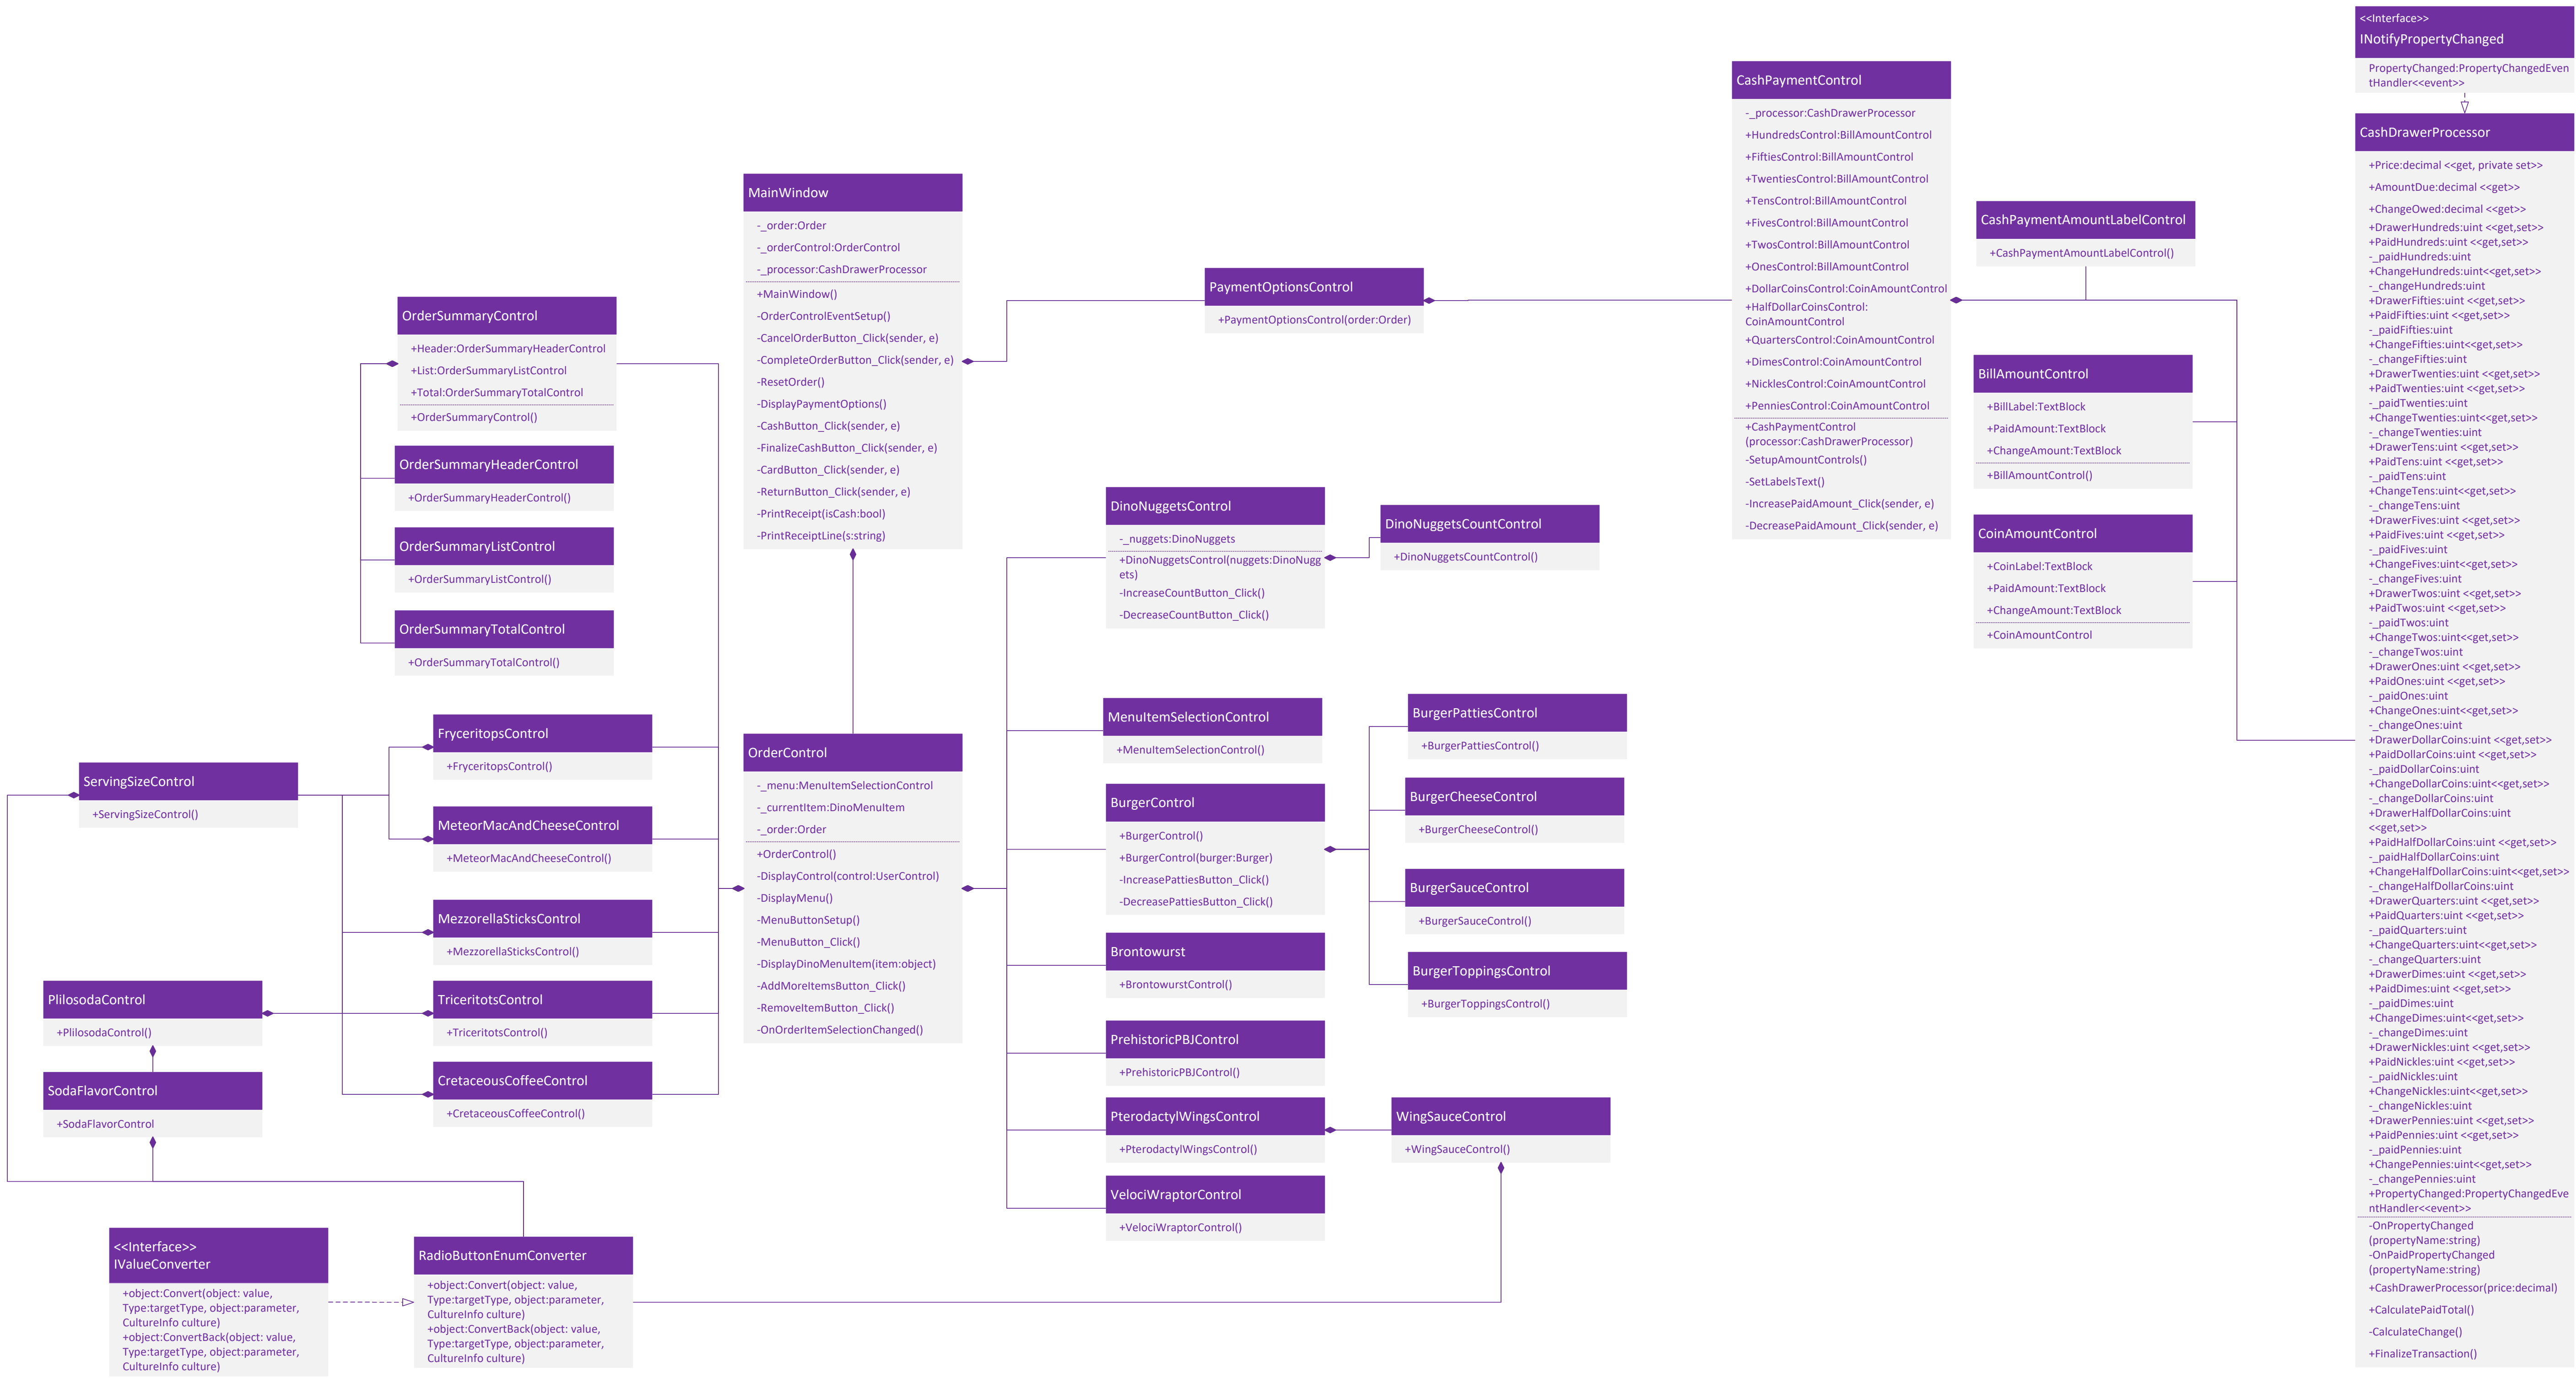 <<Interface>>
INotifyPropertyChanged
PropertyChanged:PropertyChangedEven
tHandler<<event>>
CashDrawerProcessor
+Price:decimal <<get, private set>>
+AmountDue:decimal <<get>>
+ChangeOwed:decimal <<get>>
+DrawerHundreds:uint <<get,set>>
+PaidHundreds:uint <<get,set>>
-_paidHundreds:uint
+ChangeHundreds:uint<<get,set>>
-_changeHundreds:uint
+DrawerFifties:uint <<get,set>>
+PaidFifties:uint <<get,set>>
-_paidFifties:uint
+ChangeFifties:uint<<get,set>>
-_changeFifties:uint
+DrawerTwenties:uint <<get,set>>
+PaidTwenties:uint <<get,set>>
-_paidTwenties:uint
+ChangeTwenties:uint<<get,set>>
-_changeTwenties:uint
+DrawerTens:uint <<get,set>>
+PaidTens:uint <<get,set>>
-_paidTens:uint
+ChangeTens:uint<<get,set>>
-_changeTens:uint
+DrawerFives:uint <<get,set>>
+PaidFives:uint <<get,set>>
-_paidFives:uint
+ChangeFives:uint<<get,set>>
-_changeFives:uint
+DrawerTwos:uint <<get,set>>
+PaidTwos:uint <<get,set>>
-_paidTwos:uint
+ChangeTwos:uint<<get,set>>
-_changeTwos:uint
+DrawerOnes:uint <<get,set>>
+PaidOnes:uint <<get,set>>
-_paidOnes:uint
+ChangeOnes:uint<<get,set>>
-_changeOnes:uint
+DrawerDollarCoins:uint <<get,set>>
+PaidDollarCoins:uint <<get,set>>
-_paidDollarCoins:uint
+ChangeDollarCoins:uint<<get,set>>
-_changeDollarCoins:uint
+DrawerHalfDollarCoins:uint
<<get,set>>
+PaidHalfDollarCoins:uint <<get,set>>
-_paidHalfDollarCoins:uint
+ChangeHalfDollarCoins:uint<<get,set>>
-_changeHalfDollarCoins:uint
+DrawerQuarters:uint <<get,set>>
+PaidQuarters:uint <<get,set>>
-_paidQuarters:uint
+ChangeQuarters:uint<<get,set>>
-_changeQuarters:uint
+DrawerDimes:uint <<get,set>>
+PaidDimes:uint <<get,set>>
-_paidDimes:uint
+ChangeDimes:uint<<get,set>>
-_changeDimes:uint
+DrawerNickles:uint <<get,set>>
+PaidNickles:uint <<get,set>>
-_paidNickles:uint
+ChangeNickles:uint<<get,set>>
-_changeNickles:uint
+DrawerPennies:uint <<get,set>>
+PaidPennies:uint <<get,set>>
-_paidPennies:uint
+ChangePennies:uint<<get,set>>
-_changePennies:uint
+PropertyChanged:PropertyChangedEve
ntHandler<<event>>
-OnPropertyChanged
(propertyName:string)
-OnPaidPropertyChanged
(propertyName:string)
+CashDrawerProcessor(price:decimal)
+CalculatePaidTotal()
-CalculateChange()
+FinalizeTransaction()
CashPaymentControl
-_processor:CashDrawerProcessor
+HundredsControl:BillAmountControl
+FiftiesControl:BillAmountControl
+TwentiesControl:BillAmountControl
+TensControl:BillAmountControl
+FivesControl:BillAmountControl
+TwosControl:BillAmountControl
+OnesControl:BillAmountControl
+DollarCoinsControl:CoinAmountControl
+HalfDollarCoinsControl:
CoinAmountControl
+QuartersControl:CoinAmountControl
+DimesControl:CoinAmountControl
+NicklesControl:CoinAmountControl
+PenniesControl:CoinAmountControl
+CashPaymentControl
(processor:CashDrawerProcessor)
-SetupAmountControls()
-SetLabelsText()
-IncreasePaidAmount_Click(sender, e)
-DecreasePaidAmount_Click(sender, e)
CashPaymentAmountLabelControl
+CashPaymentAmountLabelControl()
BillAmountControl
+BillLabel:TextBlock
+PaidAmount:TextBlock
+ChangeAmount:TextBlock
+BillAmountControl()
CoinAmountControl
+CoinLabel:TextBlock
+PaidAmount:TextBlock
+ChangeAmount:TextBlock
+CoinAmountControl
MainWindow
-_order:Order
-_orderControl:OrderControl
-_processor:CashDrawerProcessor
+MainWindow()
-OrderControlEventSetup()
-CancelOrderButton_Click(sender, e)
-CompleteOrderButton_Click(sender, e)
-ResetOrder()
-DisplayPaymentOptions()
-CashButton_Click(sender, e)
-FinalizeCashButton_Click(sender, e)
-CardButton_Click(sender, e)
-ReturnButton_Click(sender, e)
-PrintReceipt(isCash:bool)
-PrintReceiptLine(s:string)
PaymentOptionsControl
+PaymentOptionsControl(order:Order)
OrderSummaryControl
+Header:OrderSummaryHeaderControl
+List:OrderSummaryListControl
+Total:OrderSummaryTotalControl
+OrderSummaryControl()
OrderSummaryHeaderControl
+OrderSummaryHeaderControl()
OrderSummaryListControl
+OrderSummaryListControl()
OrderSummaryTotalControl
+OrderSummaryTotalControl()
DinoNuggetsControl
-_nuggets:DinoNuggets
+DinoNuggetsControl(nuggets:DinoNugg
ets)
-IncreaseCountButton_Click()
-DecreaseCountButton_Click()
DinoNuggetsCountControl
+DinoNuggetsCountControl()
MenuItemSelectionControl
+MenuItemSelectionControl()
BurgerPattiesControl
+BurgerPattiesControl()
BurgerControl
+BurgerControl()
+BurgerControl(burger:Burger)
-IncreasePattiesButton_Click()
-DecreasePattiesButton_Click()
BurgerCheeseControl
+BurgerCheeseControl()
BurgerSauceControl
+BurgerSauceControl()
BurgerToppingsControl
+BurgerToppingsControl()
Brontowurst
+BrontowurstControl()
PrehistoricPBJControl
+PrehistoricPBJControl()
PterodactylWingsControl
+PterodactylWingsControl()
WingSauceControl
+WingSauceControl()
VelociWraptorControl
+VelociWraptorControl()
OrderControl
-_menu:MenuItemSelectionControl
-_currentItem:DinoMenuItem
-_order:Order
+OrderControl()
-DisplayControl(control:UserControl)
-DisplayMenu()
-MenuButtonSetup()
-MenuButton_Click()
-DisplayDinoMenuItem(item:object)
-AddMoreItemsButton_Click()
-RemoveItemButton_Click()
-OnOrderItemSelectionChanged()
FryceritopsControl
+FryceritopsControl()
ServingSizeControl
+ServingSizeControl()
MeteorMacAndCheeseControl
+MeteorMacAndCheeseControl()
MezzorellaSticksControl
+MezzorellaSticksControl()
PlilosodaControl
+PlilosodaControl()
TriceritotsControl
+TriceritotsControl()
SodaFlavorControl
+SodaFlavorControl
CretaceousCoffeeControl
+CretaceousCoffeeControl()
<<Interface>>
IValueConverter
+object:Convert(object: value,
Type:targetType, object:parameter,
CultureInfo culture)
+object:ConvertBack(object: value,
Type:targetType, object:parameter,
CultureInfo culture)
RadioButtonEnumConverter
+object:Convert(object: value,
Type:targetType, object:parameter,
CultureInfo culture)
+object:ConvertBack(object: value,
Type:targetType, object:parameter,
CultureInfo culture)